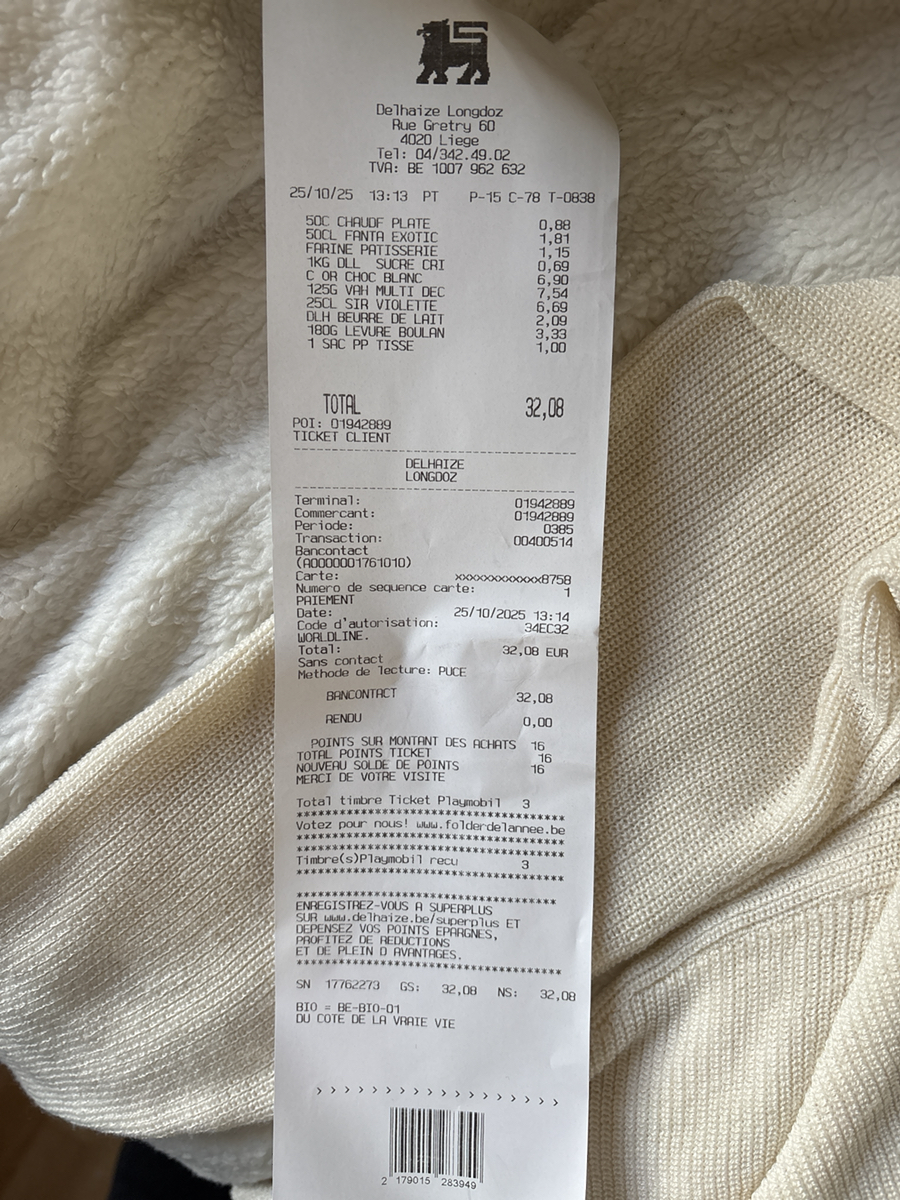 Delhaize Longdoz
Rue Gretry 60
4020 Liege
Tel: 04/342.49.02
TVA: BE 1007 962 632
25/10/25 13:13 PT P-15 C-78 T-0838
50C CHAUDF PLATE 0,88
50CL FANTA EXOTIC 1,81
FARINE PATISSERIE 1,15
1KG DLL SUCRE CRI 0,69
C OR CHOC BLANC 6,90
125G VAH MULTI DEC 7,54
25CL SIR VIOLETTE 6,69
DLH BEURRE DE LAIT 2,09
180G LEVURE BOULAN 3,33
1 SAC PP TISSE 1,00
TOTAL 32,08
POI: 01942889
TICKET CLIENT
DELHAIZE
LONGDOZ
Terminal: 01942889
Commercant: 01942889
Periode: 0385
Transaction: 00400514
Bancontact
(A0000001761010)
Carte: xxxxxxxxxxxxx8758
Numero de sequence carte: 1
PAIEMENT
Date: 25/10/2025 13:14
Code d'autorisation: 34EC32
WORLDLINE.
Total: 32,08 EUR
Sans contact
Methode de lecture: PUCE
BANCONTACT 32,08
RENDU 0,00
POINTS SUR MONTANT DES ACHATS 16
TOTAL POINTS TICKET 16
NOUVEAU SOLDE DE POINTS 16
MERCI DE VOTRE VISITE
Total timbre Ticket Playmobil 3
****************************************
Votez pour nous! www.folderdelannee.be
****************************************
****************************************
Timbre(s)Playmobil recu 3
****************************************
****************************************
ENREGISTREZ-VOUS A SUPERPLUS
SUR www.delhaize.be/superplus ET
DEPENSEZ VOS POINTS EPARGNES,
PROFITEZ DE REDUCTIONS
ET DE PLEIN D AVANTAGES.
****************************************
SN 17762273 GS: 32,08 NS: 32,08
BIO = BE-BIO-01
DU COTE DE LA VRAIE VIE
> > > > > > > > > > > > > > > > > >
2 179015 283949